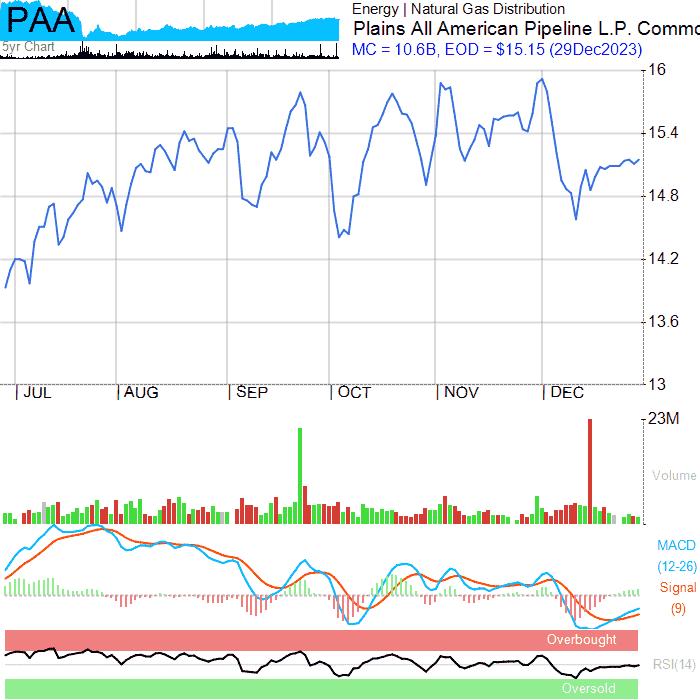 PAA
5yr Chart
Energy | Natural Gas Distribution
Plains All American Pipeline L.P. Commo
MC = 10.6B, EOD = $15.15 (29Dec2023)
16
15.4
14.8
14.2
13.6
13
|JUL |AUG |SEP |OCT |NOV |DEC
23M
Volume
MACD
(12-26)
Signal
(9)
Overbought
RSI(14)
Oversold